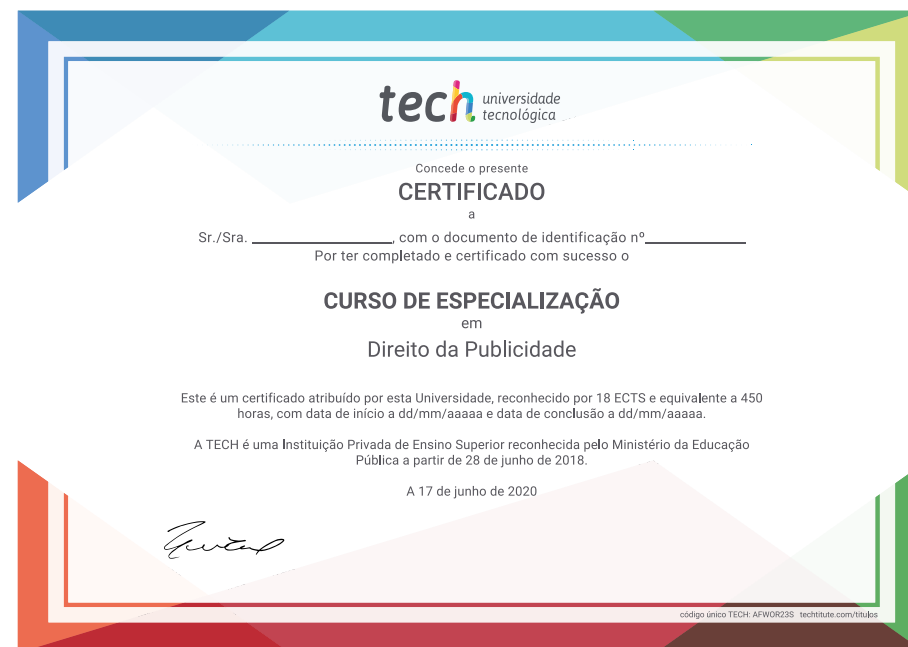 tech universidade
tecnológica
Concede o presente
CERTIFICADO
a
Sr./Sra. ________________, com o documento de identificação nº____________
Por ter completado e certificado com sucesso o
CURSO DE ESPECIALIZAÇÃO
em
Direito da Publicidade
Este é um certificado atribuído por esta Universidade, reconhecido por 18 ECTS e equivalente a 450
horas, com data de início a dd/mm/aaaaa e data de conclusão a dd/mm/aaaaa.
A TECH é uma Instituição Privada de Ensino Superior reconhecida pelo Ministério da Educação
Pública a partir de 28 de junho de 2018.
A 17 de junho de 2020
código único TECH: AFWOR23S techtitute.com/titulos